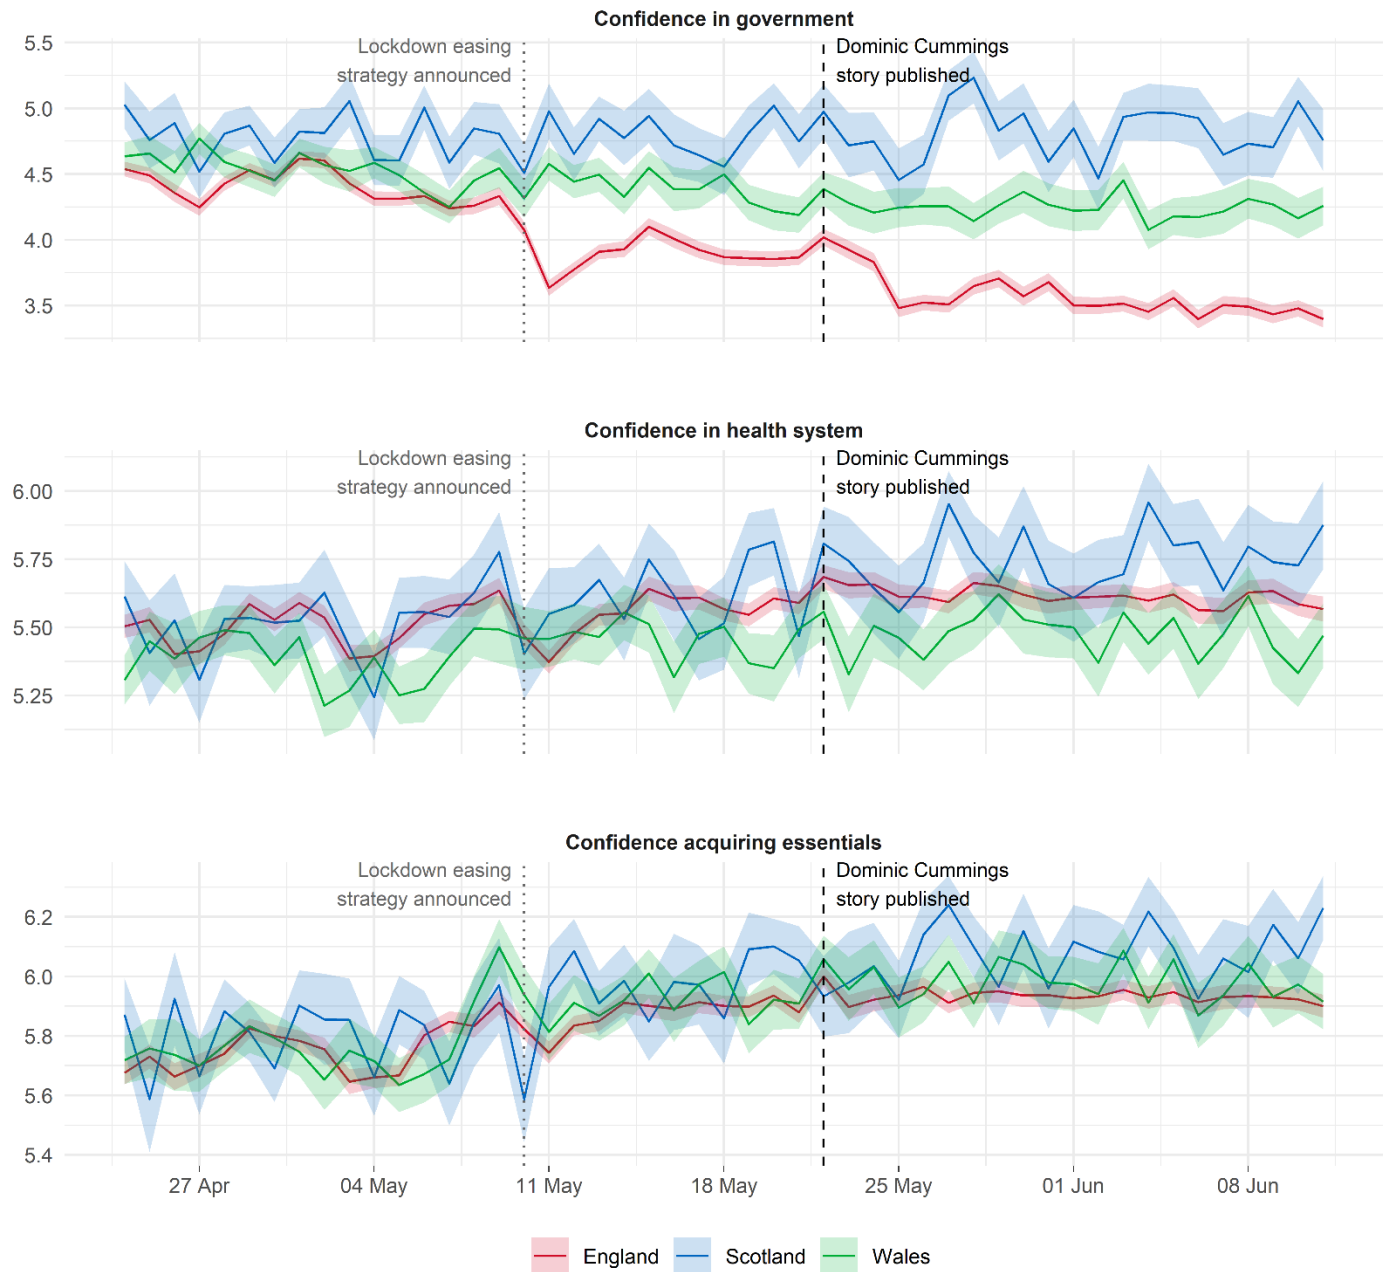 Confidence in government
Lockdown easing
strategy announced
Dominic Cummings
story published
5.5
5.0
4.5
4.0
3.5
Confidence in health system
Lockdown easing
strategy announced
Dominic Cummings
story published
6.00
5.75
5.50
5.25
Confidence acquiring essentials
Lockdown easing
strategy announced
Dominic Cummings
story published
6.2
6.0
5.8
5.6
5.4
27 Apr 04 May 11 May 18 May 25 May 01 Jun 08 Jun
England Scotland Wales